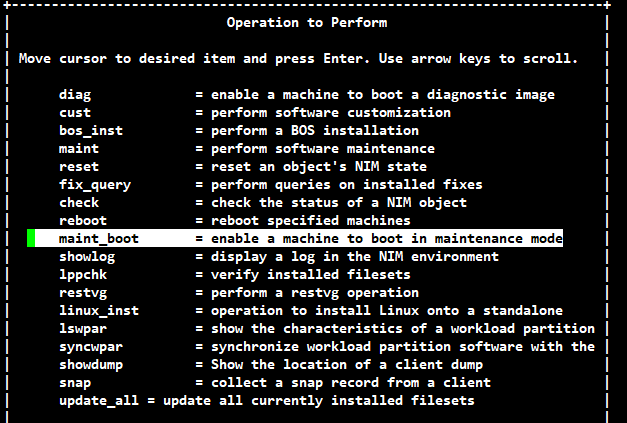 Operation to Perform
Move cursor to desired item and press Enter. Use arrow keys to scroll.
diag = enable a machine to boot a diagnostic image
cust = perform software customization
bos_inst = perform a BOS installation
maint = perform software maintenance
reset = reset an object's NIM state
fix_query = perform queries on installed fixes
check = check the status of a NIM object
reboot = reboot specified machines
maint_boot = enable a machine to boot in maintenance mode
showlog = display a log in the NIM environment
lppchk = verify installed filesets
restvg = perform a restvg operation
linux_inst = operation to install Linux onto a standalone
lswpar = show the characteristics of a workload partition
syncwpar = synchronize workload partition software with the
showdump = Show the location of a client dump
snap = collect a snap record from a client
update_all = update all currently installed filesets